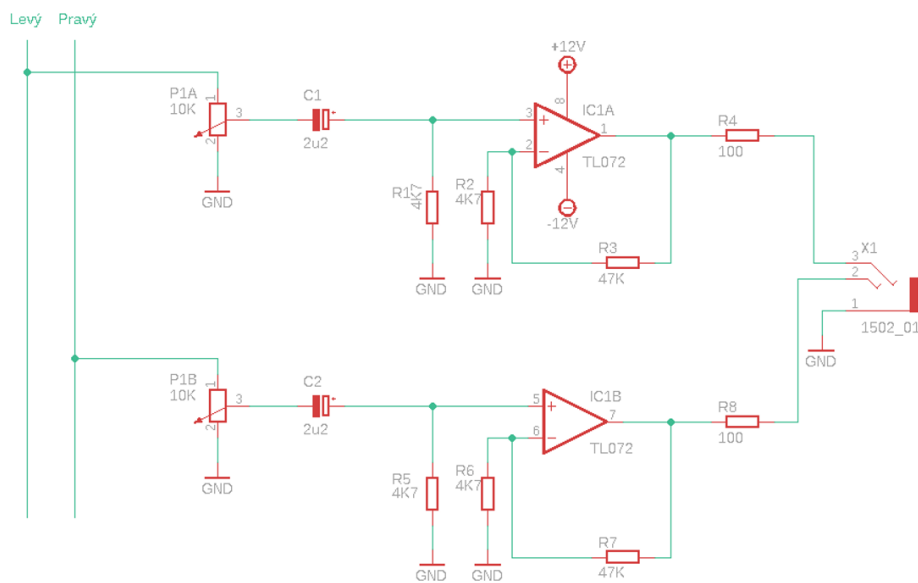 Levý Pravý
+12V
P1A
10K
1
3
2
GND
C1
2u2
3
2
8
4
1
IC1A
TL072
-12V
R1
4K7
GND
R2
4K7
GND
R3
47K
R4
100
X1
3
2
1
1502_01
GND
P1B
10K
1
3
2
GND
C2
2u2
5
6
7
IC1B
TL072
R5
4K7
GND
R6
4K7
GND
R7
47K
R8
100